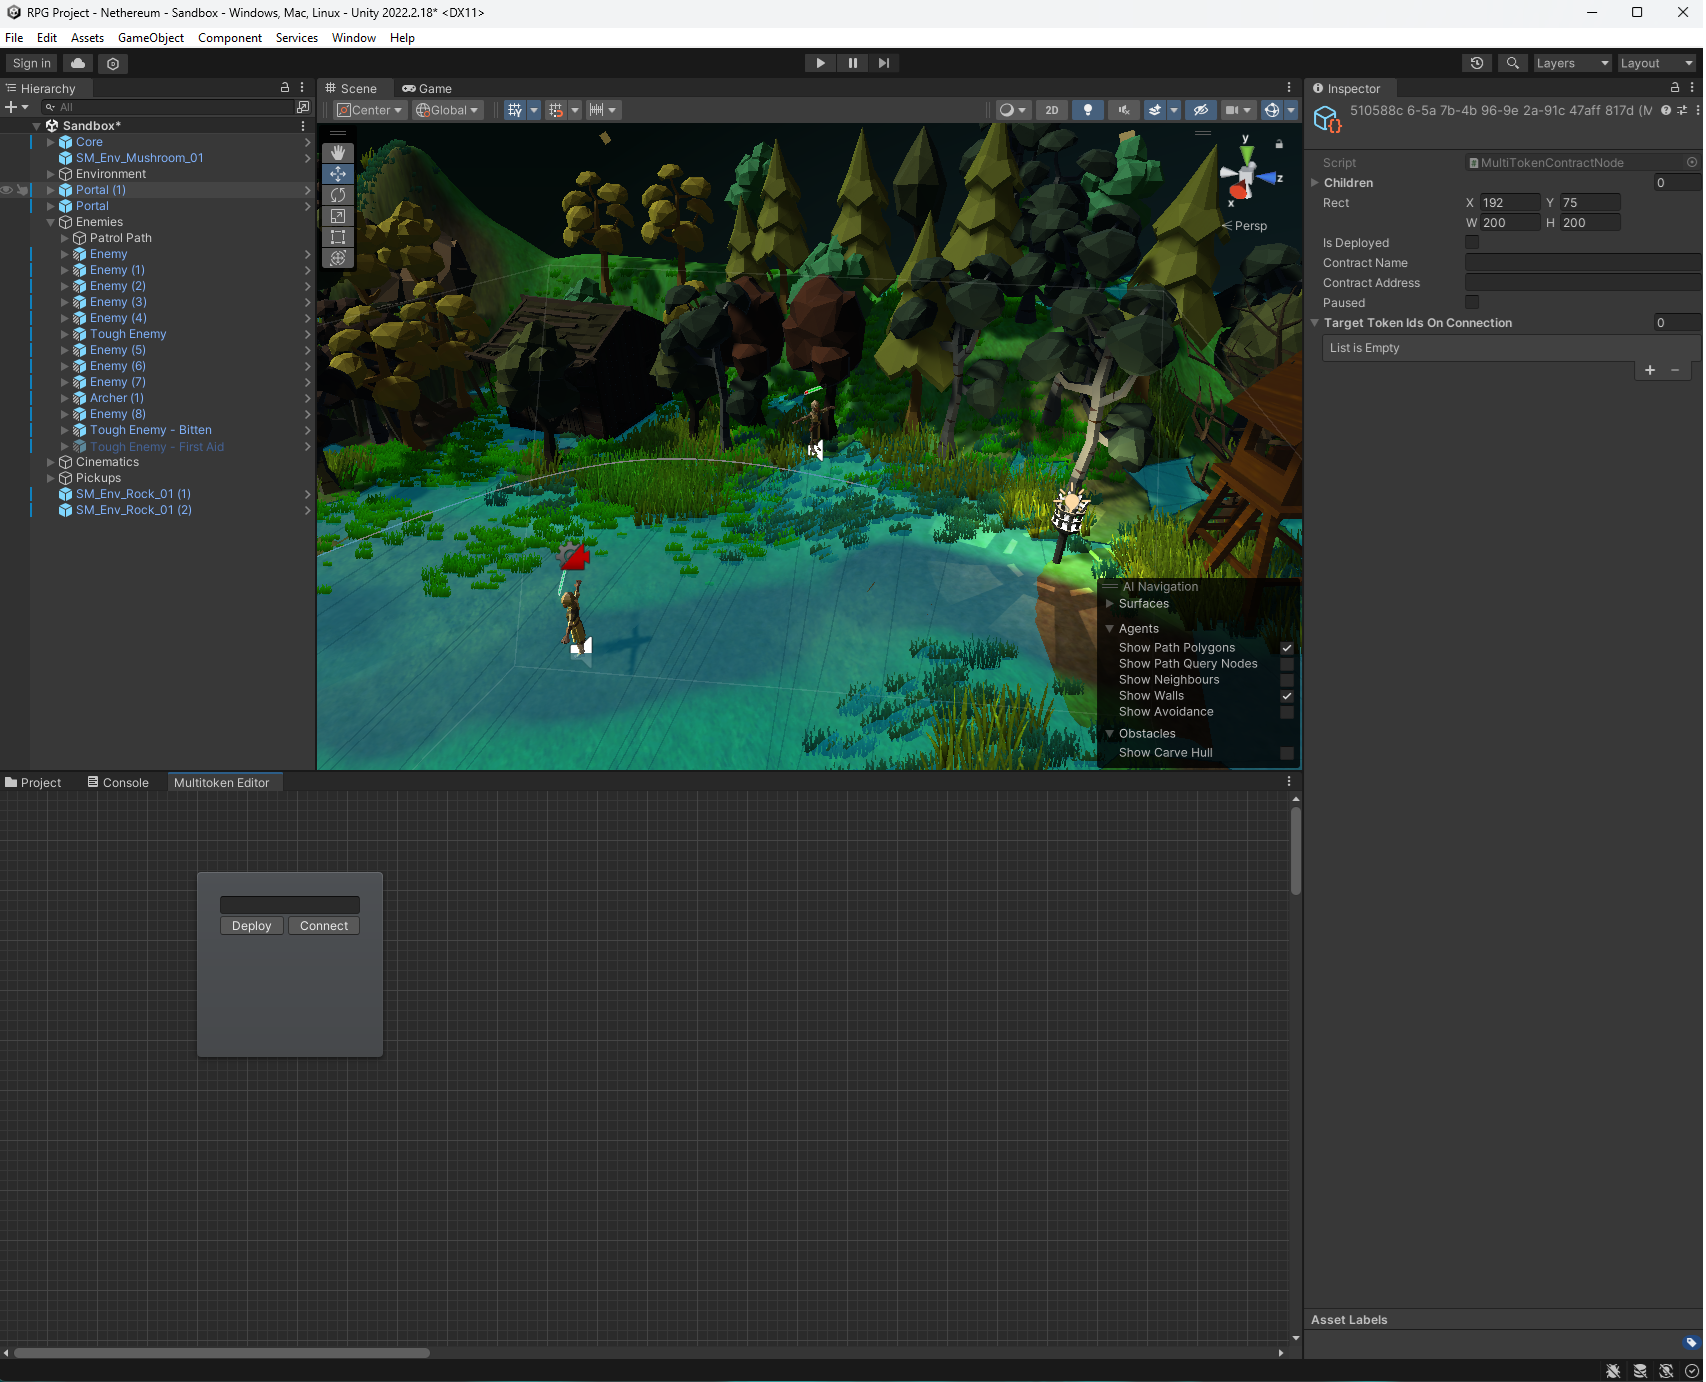 RPG Project - Nethereum - Sandbox - Windows, Mac, Linux - Unity 2022.2.18* <DX11>
File Edit Assets GameObject Component Services Window Help
Sign in
Layers
Layout
Hierarchy
All
Sandbox*
Core
SM_Env_Mushroom_01
Environment
Portal (1)
Portal
Enemies
Patrol Path
Enemy
Enemy (1)
Enemy (2)
Enemy (3)
Enemy (4)
Tough Enemy
Enemy (5)
Enemy (6)
Enemy (7)
Archer (1)
Enemy (8)
Tough Enemy - Bitten
Tough Enemy - First Aid
Cinematics
Pickups
SM_Env_Rock_01 (1)
SM_Env_Rock_01 (2)
Scene
Game
Center
Global
2D
y
z
x
Persp
AI Navigation
Surfaces
Agents
Show Path Polygons
Show Path Query Nodes
Show Neighbours
Show Walls
Show Avoidance
Obstacles
Show Carve Hull
Inspector
510588c 6-5a 7b-4b 96-9e 2a-91c 47aff 817d (M
Script MultiTokenContractNode
Children 0
Rect X 192 Y 75
W 200 H 200
Is Deployed
Contract Name
Contract Address
Paused
Target Token Ids On Connection 0
List is Empty
Project
Console
Multitoken Editor
Deploy
Connect
Asset Labels